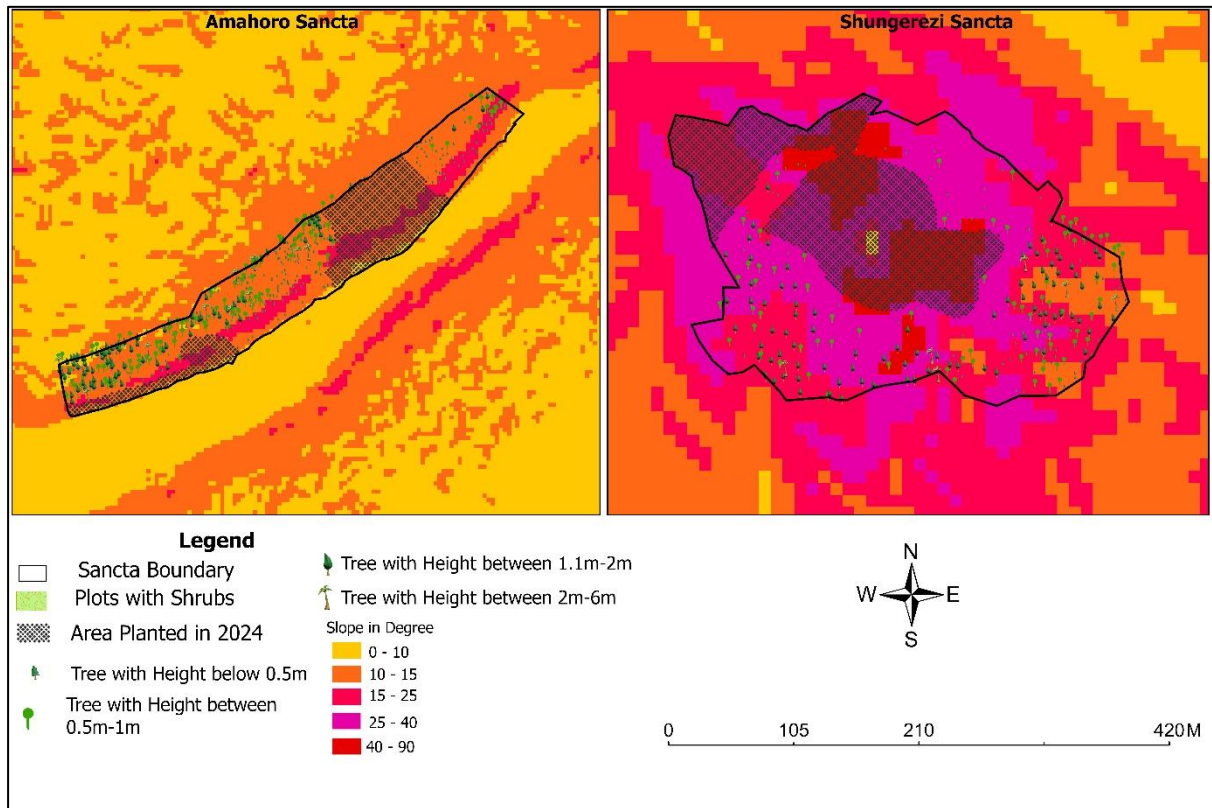 Amahoro Sancta
Shungerezi Sancta
Legend
Sancta Boundary
Plots with Shrubs
Area Planted in 2024
Tree with Height below 0.5m
Tree with Height between
0.5m-1m
Tree with Height between 1.1m-2m
Tree with Height between 2m-6m
Slope in Degree
0 - 10
10 - 15
15 - 25
25 - 40
40 - 90
N
W E
S
0 105 210 420 M